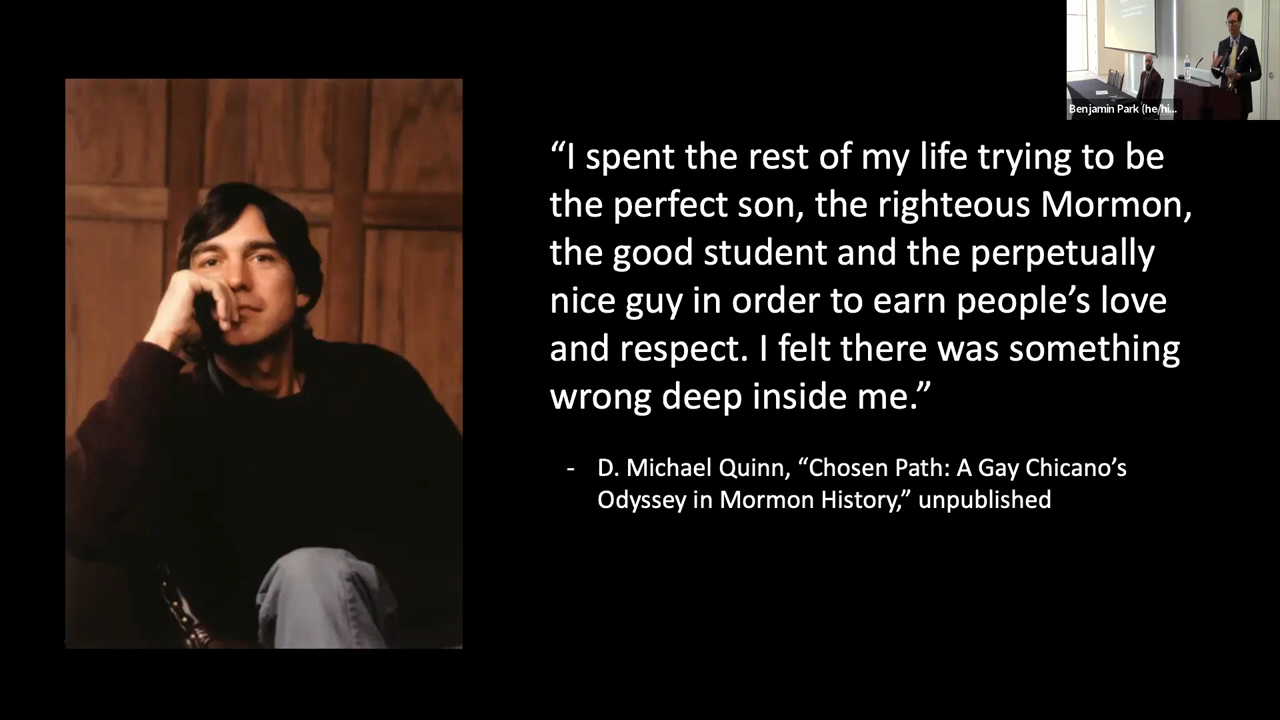 Benjamin Park (he/hi...
“I spent the rest of my life trying to be
the perfect son, the righteous Mormon,
the good student and the perpetually
nice guy in order to earn people’s love
and respect. I felt there was something
wrong deep inside me.”
- D. Michael Quinn, “Chosen Path: A Gay Chicano’s
Odyssey in Mormon History,” unpublished